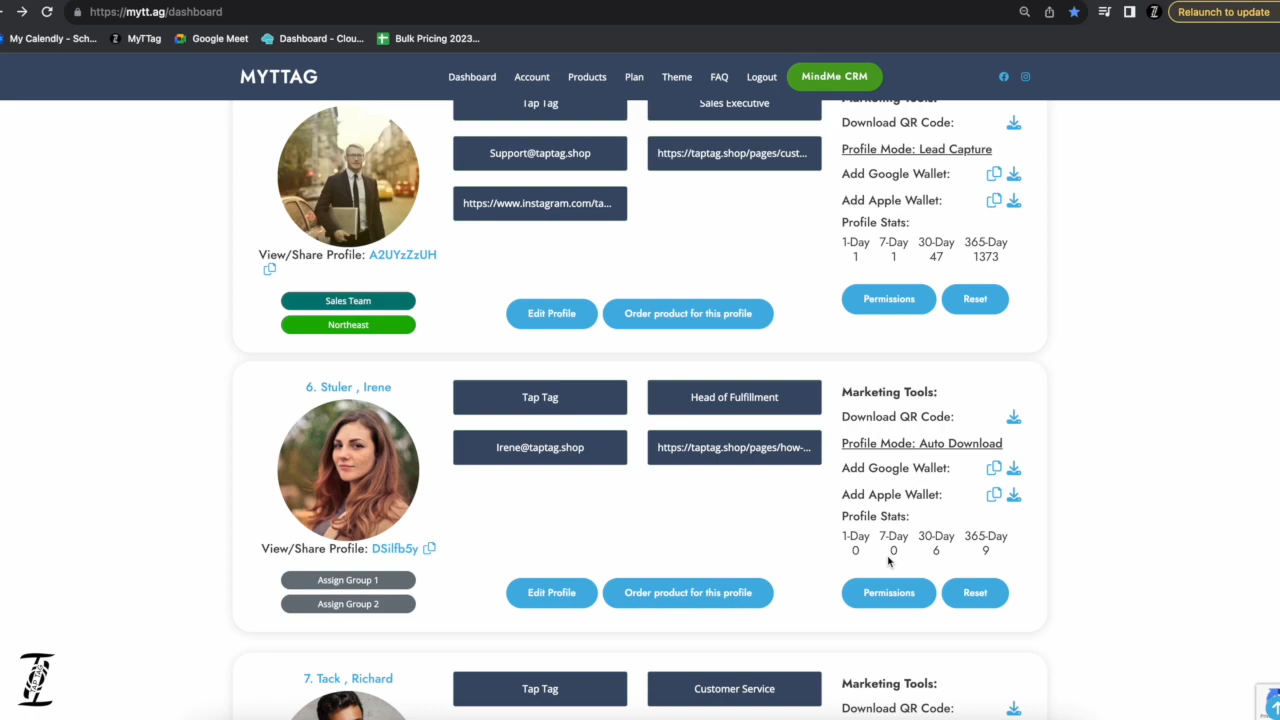 https://mytt.ag/dashboard
Relaunch to update
My Calendly - Sch...
MyTTag
Google Meet
Dashboard - Clou...
Bulk Pricing 2023...
MYTTAG
Dashboard
Account
Products
Plan
Theme
FAQ
Logout
MindMe CRM
View/Share Profile: A2UYzZzUH
Sales Team
Northeast
Tap Tag
Sales Executive
Support@taptag.shop
https://taptag.shop/pages/cust...
https://www.instagram.com/ta...
Edit Profile
Order product for this profile
Marketing Tools:
Download QR Code:
Profile Mode: Lead Capture
Add Google Wallet:
Add Apple Wallet:
Profile Stats:
1-Day 7-Day 30-Day 365-Day
1 1 47 1373
Permissions
Reset
6. Stuler , Irene
View/Share Profile: DSilfb5y
Assign Group 1
Assign Group 2
Tap Tag
Head of Fulfillment
Irene@taptag.shop
https://taptag.shop/pages/how-...
Edit Profile
Order product for this profile
Marketing Tools:
Download QR Code:
Profile Mode: Auto Download
Add Google Wallet:
Add Apple Wallet:
Profile Stats:
1-Day 7-Day 30-Day 365-Day
0 0 6 9
Permissions
Reset
7. Tack , Richard
Tap Tag
Customer Service
Marketing Tools:
Download QR Code: